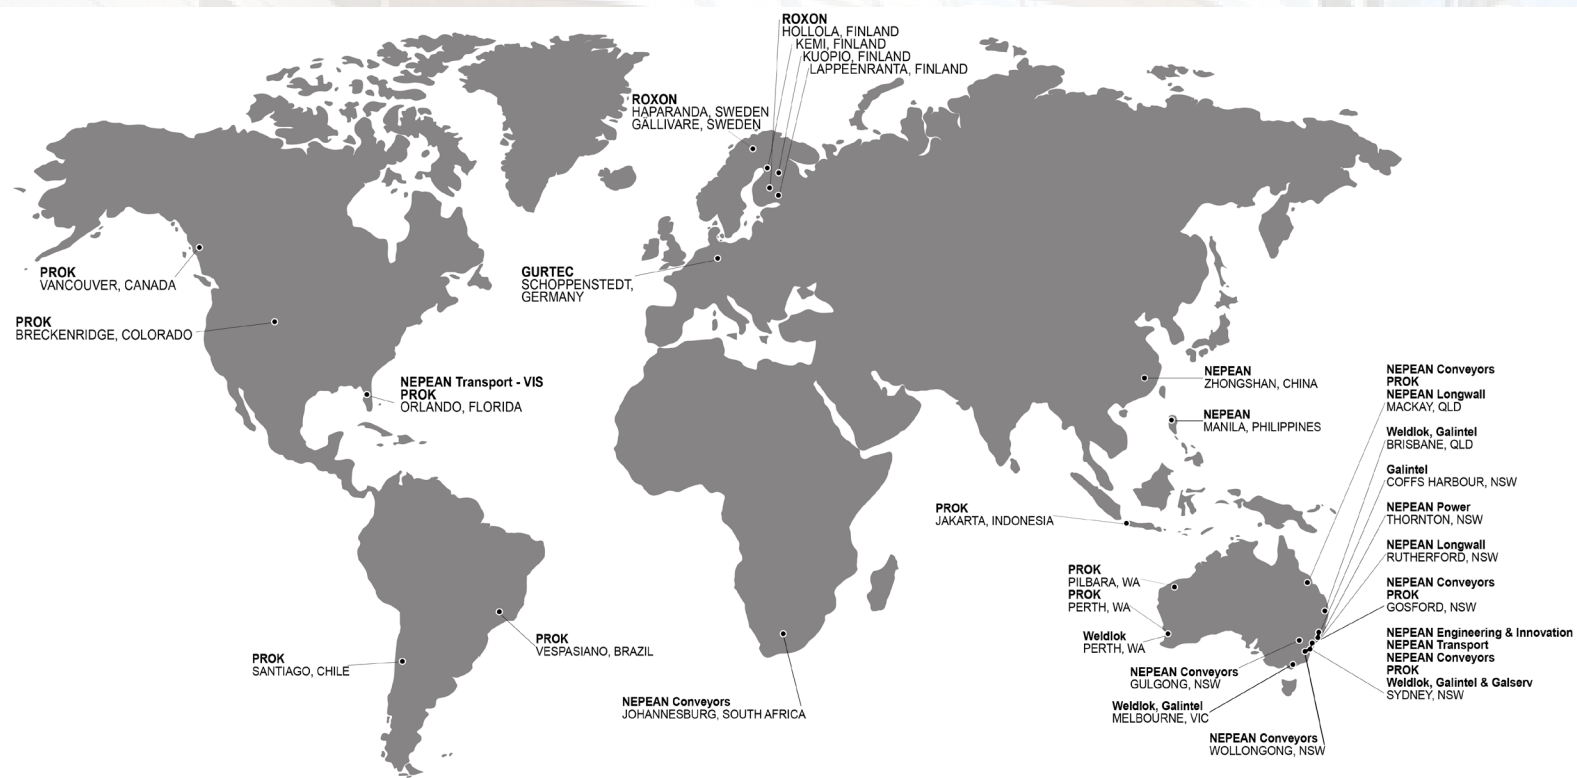 ROXON
HOLLOLA, FINLAND
KEMI, FINLAND
KUOPIO, FINLAND
LAPPEENRANTA, FINLAND
ROXON
HAPARANDA, SWEDEN
GÄLLIVARE, SWEDEN
PROK
VANCOUVER, CANADA
GURTEC
SCHOPPENSTEDT,
GERMANY
PROK
BRECKENRIDGE, COLORADO
NEPEAN Transport - VIS
PROK
ORLANDO, FLORIDA
NEPEAN
ZHONGSHAN, CHINA
NEPEAN
MANILA, PHILIPPINES
PROK
JAKARTA, INDONESIA
PROK
VESPASIANO, BRAZIL
PROK
SANTIAGO, CHILE
NEPEAN Conveyors
JOHANNESBURG, SOUTH AFRICA
PROK
PILBARA, WA
PROK
PERTH, WA
Weldlok
PERTH, WA
NEPEAN Conveyors
GULGONG, NSW
Weldlok, Galintel
MELBOURNE, VIC
NEPEAN Conveyors
WOLLONGONG, NSW
NEPEAN Conveyors
PROK
NEPEAN Longwall
MACKAY, QLD
Weldlok, Galintel
BRISBANE, QLD
Galintel
COFFS HARBOUR, NSW
NEPEAN Power
THORNTON, NSW
NEPEAN Longwall
RUTHERFORD, NSW
NEPEAN Conveyors
PROK
GOSFORD, NSW
NEPEAN Engineering & Innovation
NEPEAN Transport
NEPEAN Conveyors
PROK
Weldlok, Galintel & Galserv
SYDNEY, NSW